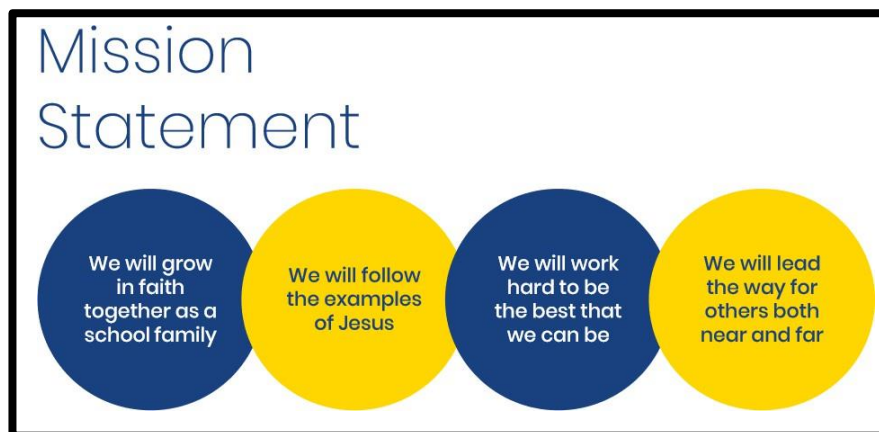 Mission
Statement
We will grow
in faith
together as a
school family
We will follow
the examples
of Jesus
We will work
hard to be
the best that
we can be
We will lead
the way for
others both
near and far